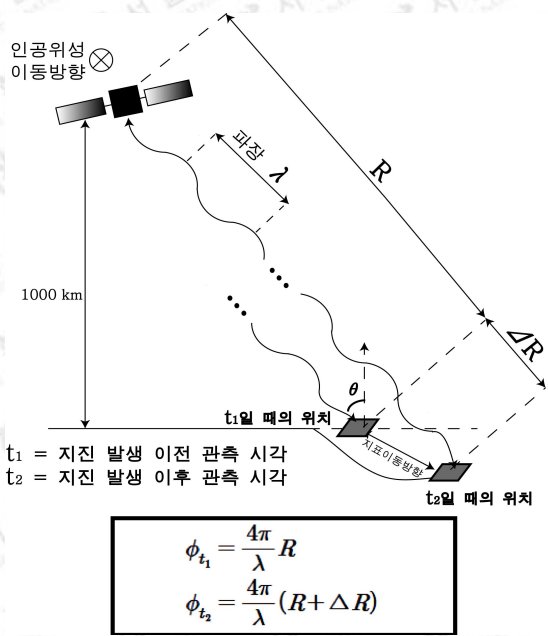 인공위성
이동방향
파장 λ
R
1000 km
ΔR
θ
t₁일 때의 위치
t₁ = 지진 발생 이전 관측 시각
지표이동방향
t₂ = 지진 발생 이후 관측 시각
t₂일 때의 위치
ϕ_{t₁} = \frac{4π}{λ} R
ϕ_{t₂} = \frac{4π}{λ} (R + △R)